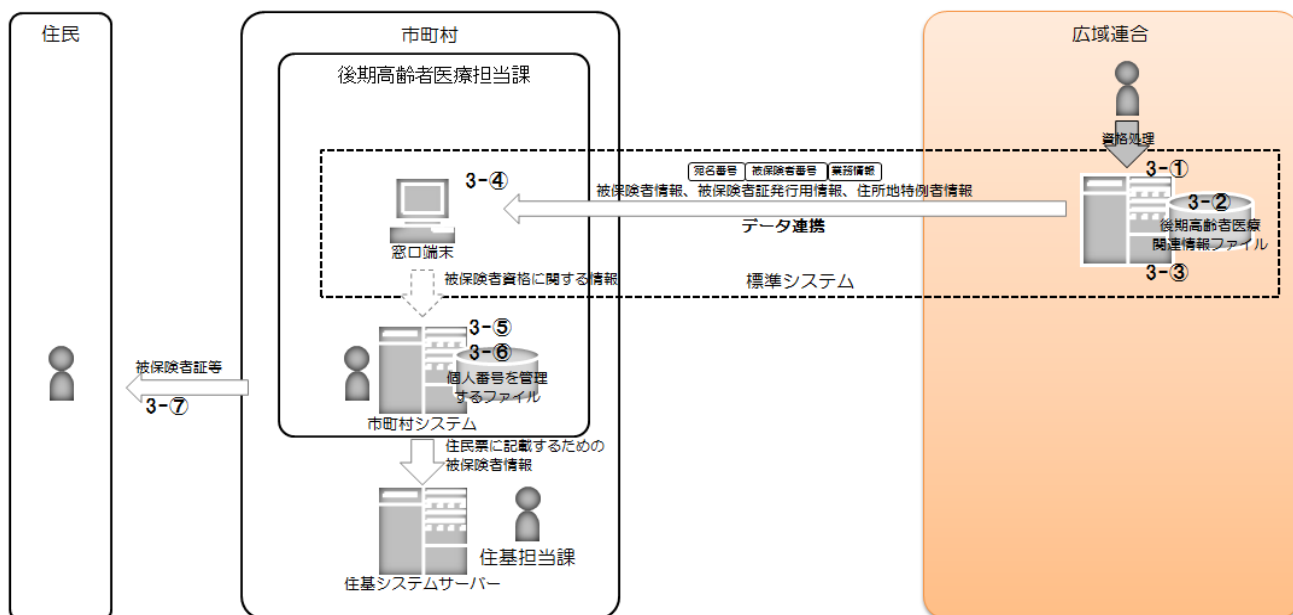 住民
市町村
広域連合
後期高齢者医療担当課
資格処理
宛名番号 被保険者番号 業務情報
3-④
3-①
被保険者情報、被保険者証発行用情報、住所地特例者情報
3-②
データ連携
後期高齢者医療
関連情報ファイル
窓口端末
3-③
被保険者資格に関する情報
標準システム
3-⑤
3-⑥
被保険者証等
個人番号を管理
するファイル
3-⑦
市町村システム
住民票に記載するための
被保険者情報
住基担当課
住基システムサーバー